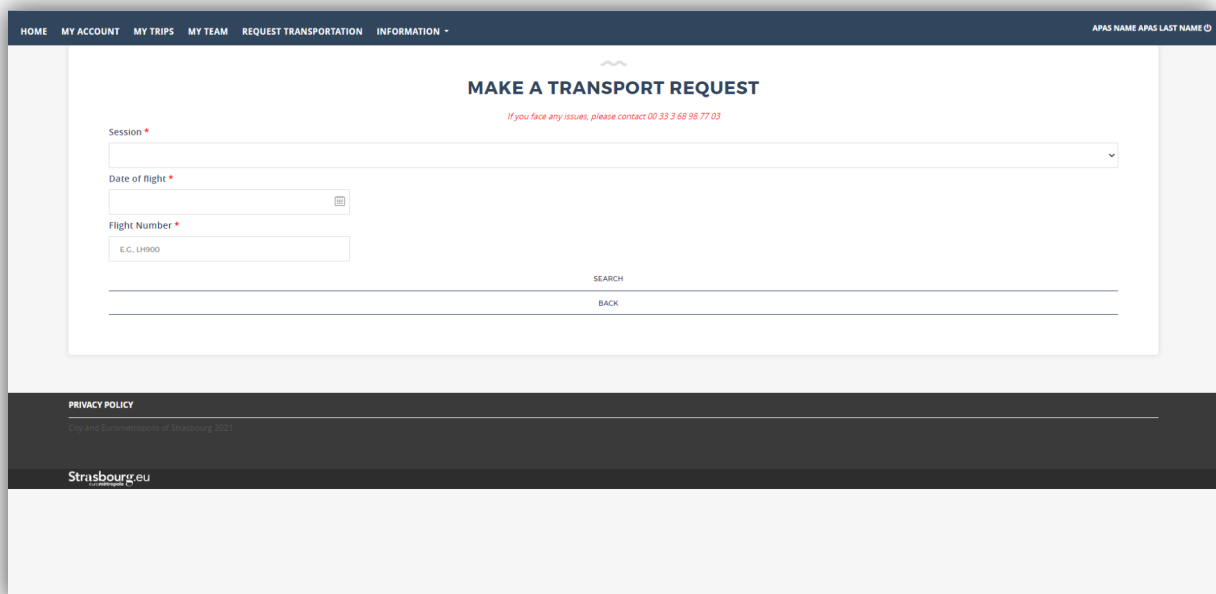 HOME MY ACCOUNT MY TRIPS MY TEAM REQUEST TRANSPORTATION INFORMATION APAS NAME APAS LAST NAME
MAKE A TRANSPORT REQUEST
If you face any issues, please contact 00 33 3 68 98 77 03
Session *
Date of flight *
Flight Number *
E.G., LH900
SEARCH
BACK
PRIVACY POLICY
City and Eurometropolis of Strasbourg 2021
Strasbourg.eu
eurométropole